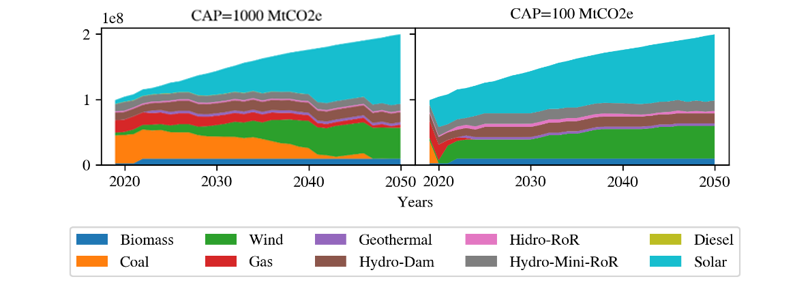 CAP=1000 MtCO2e CAP=100 MtCO2e
1e8
2
1
0
2020 2030 2040 2050 2020 2030 2040 2050
Years
Biomass Wind Geothermal Hidro-RoR Diesel
Coal Gas Hydro-Dam Hydro-Mini-RoR Solar